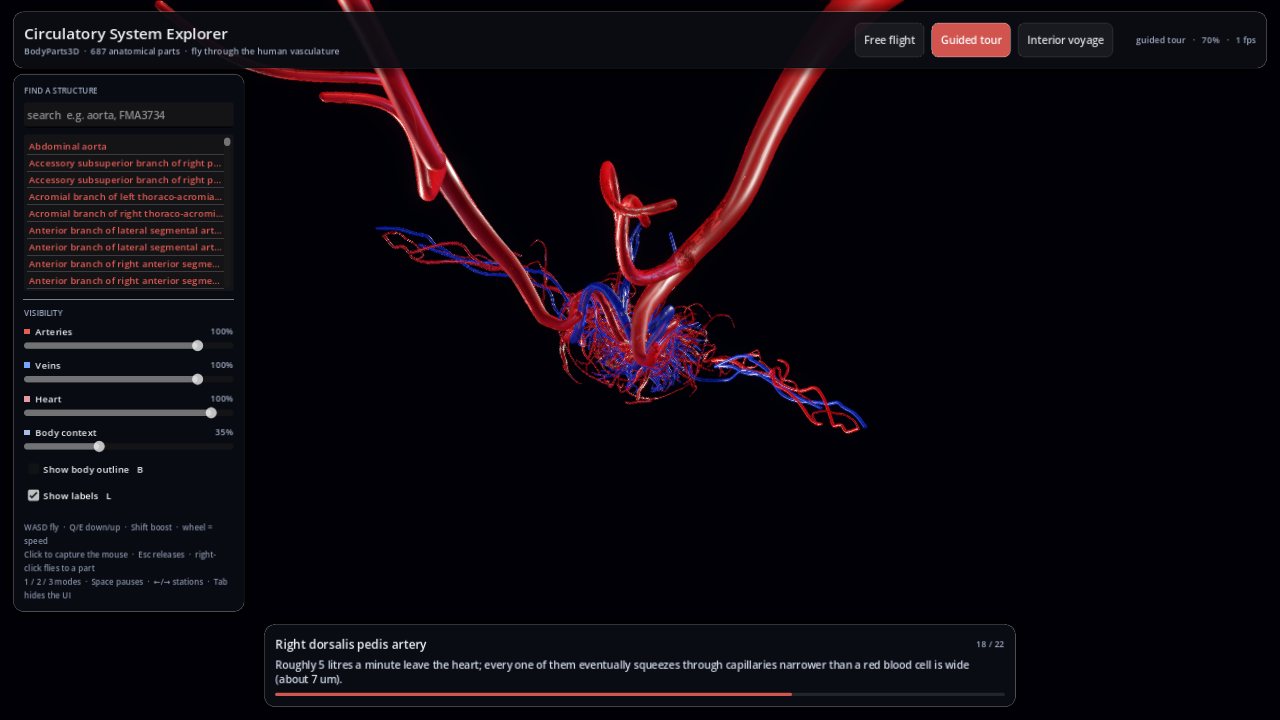 Circulatory System Explorer
BodyParts3D · 687 anatomical parts · fly through the human vasculature
Free flight
Guided tour
Interior voyage
guided tour · 70% · 1 fps
FIND A STRUCTURE
search e.g. aorta, FMA3734
Abdominal aorta
Accessory subsuperior branch of right p...
Accessory subsuperior branch of right p...
Acromial branch of left thoraco-acromia...
Acromial branch of right thoraco-acromi...
Anterior branch of lateral segmental art...
Anterior branch of lateral segmental art...
Anterior branch of right anterior segme...
Anterior branch of right anterior segme...
VISIBILITY
Arteries 100%
Veins 100%
Heart 100%
Body context 35%
Show body outline B
Show labels L
WASD fly · Q/E down/up · Shift boost · wheel =
speed
Click to capture the mouse · Esc releases · right-
click flies to a part
1 / 2 / 3 modes · Space pauses · ←/→ stations · Tab
hides the UI
Right dorsalis pedis artery
18 / 22
Roughly 5 litres a minute leave the heart; every one of them eventually squeezes through capillaries narrower than a red blood cell is wide
(about 7 um).